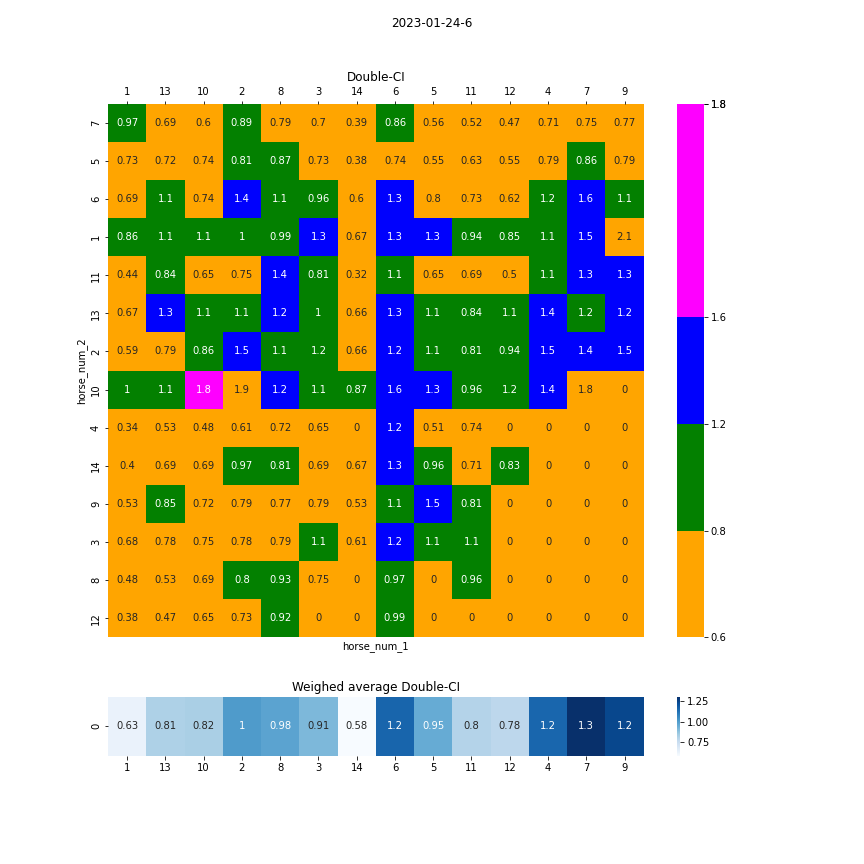 2023-01-24-6
Double-CI
1 13 10 2 8 3 14 6 5 11 12 4 7 9
7 0.97 0.69 0.6 0.89 0.79 0.7 0.39 0.86 0.56 0.52 0.47 0.71 0.75 0.77
5 0.73 0.72 0.74 0.81 0.87 0.73 0.38 0.74 0.55 0.63 0.55 0.79 0.86 0.79
6 0.69 1.1 0.74 1.4 1.1 0.96 0.6 1.3 0.8 0.73 0.62 1.2 1.6 1.1
1 0.86 1.1 1.1 1 0.99 1.3 0.67 1.3 1.3 0.94 0.85 1.1 1.5 2.1
11 0.44 0.84 0.65 0.75 1.4 0.81 0.32 1.1 0.65 0.69 0.5 1.1 1.3 1.3
13 0.67 1.3 1.1 1.1 1.2 1 0.66 1.3 1.1 0.84 1.1 1.4 1.2 1.2
2 0.59 0.79 0.86 1.5 1.1 1.2 0.66 1.2 1.1 0.81 0.94 1.5 1.4 1.5
10 1 1.1 1.8 1.9 1.2 1.1 0.87 1.6 1.3 0.96 1.2 1.4 1.8 0
4 0.34 0.53 0.48 0.61 0.72 0.65 0 1.2 0.51 0.74 0 0 0 0
14 0.4 0.69 0.69 0.97 0.81 0.69 0.67 1.3 0.96 0.71 0.83 0 0 0
9 0.53 0.85 0.72 0.79 0.77 0.79 0.53 1.1 1.5 0.81 0 0 0 0
3 0.68 0.78 0.75 0.78 0.79 1.1 0.61 1.2 1.1 1.1 0 0 0 0
8 0.48 0.53 0.69 0.8 0.93 0.75 0 0.97 0 0.96 0 0 0 0
12 0.38 0.47 0.65 0.73 0.92 0 0 0.99 0 0 0 0 0 0
horse_num_2
horse_num_1
1.8
1.6
1.2
0.8
0.6
Weighed average Double-CI
0 0.63 0.81 0.82 1 0.98 0.91 0.58 1.2 0.95 0.8 0.78 1.2 1.3 1.2
1 13 10 2 8 3 14 6 5 11 12 4 7 9
1.25
1.00
0.75